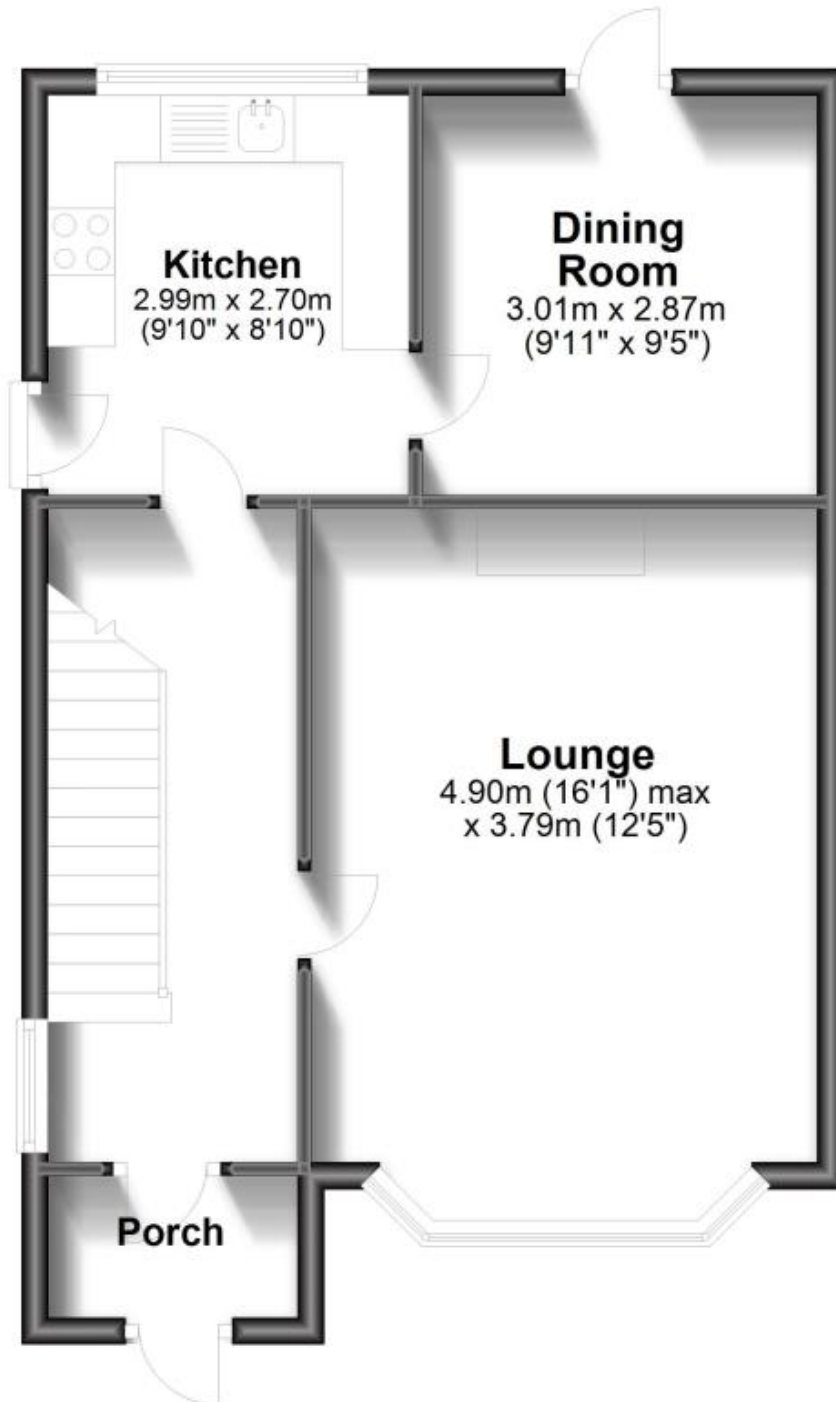 Kitchen
2.99m x 2.70m
(9'10" x 8'10")
Dining
Room
3.01m x 2.87m
(9'11" x 9'5")
Lounge
4.90m (16'1") max
x 3.79m (12'5")
Porch